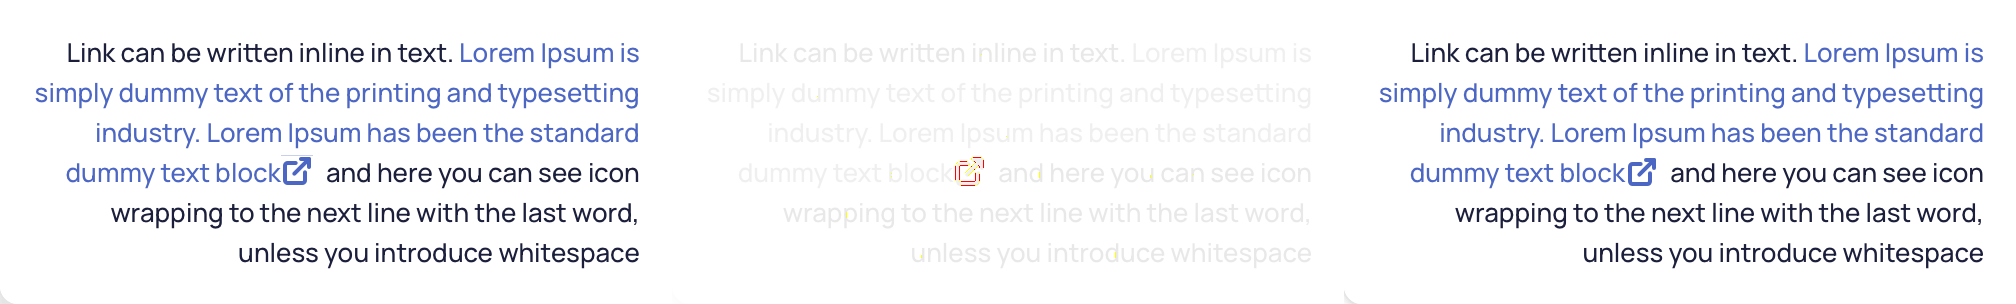 Link can be written inline in text. Lorem Ipsum is
simply dummy text of the printing and typesetting
industry. Lorem Ipsum has been the standard
dummy text block and here you can see icon
wrapping to the next line with the last word,
unless you introduce whitespace
Link can be written inline in text. Lorem Ipsum is
simply dummy text of the printing and typesetting
industry. Lorem Ipsum has been the standard
dummy text block and here you can see icon
wrapping to the next line with the last word,
unless you introduce whitespace
Link can be written inline in text. Lorem Ipsum is
simply dummy text of the printing and typesetting
industry. Lorem Ipsum has been the standard
dummy text block and here you can see icon
wrapping to the next line with the last word,
unless you introduce whitespace